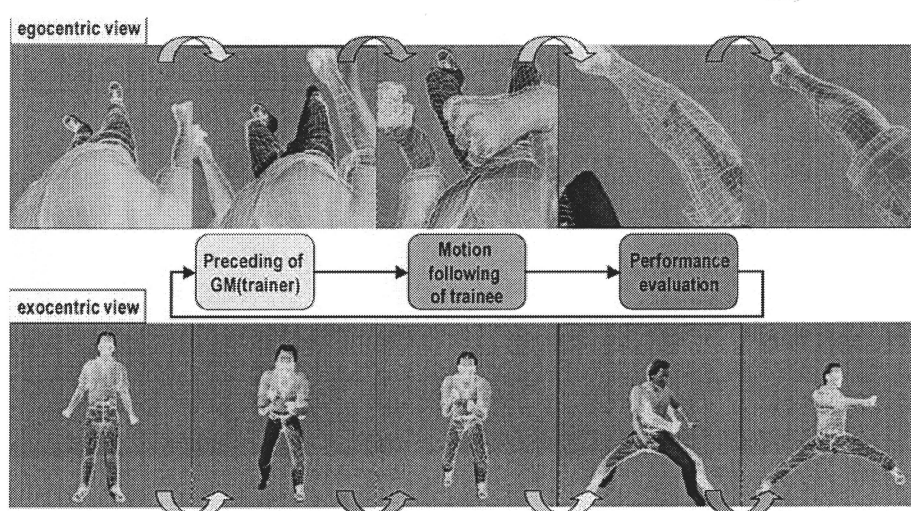 egocentric view
Preceding of
GM(trainer)
Motion
following
of trainee
Performance
evaluation
exocentric view